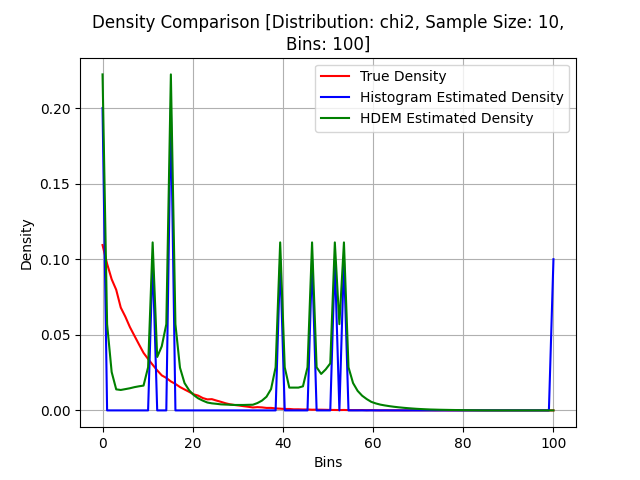 Density Comparison [Distribution: chi2, Sample Size: 10,
Bins: 100]
True Density
Histogram Estimated Density
HDEM Estimated Density
Density
0.20
0.15
0.10
0.05
0.00
0 20 40 60 80 100
Bins